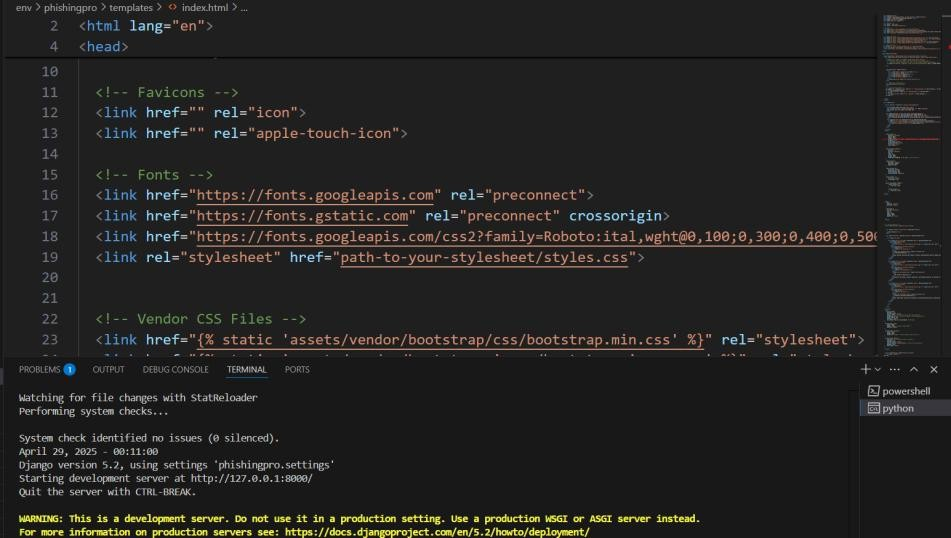 env > phishingpro > templates > <> index.html > ...
2 <html lang="en">
4 <head>
10
11 <!-- Favicons -->
12 <link href="" rel="icon">
13 <link href="" rel="apple-touch-icon">
14
15 <!-- Fonts -->
16 <link href="https://fonts.googleapis.com" rel="preconnect">
17 <link href="https://fonts.gstatic.com" rel="preconnect" crossorigin>
18 <link href="https://fonts.googleapis.com/css2?family=Roboto:ital,wght@0,100;0,300;0,400;0,500
19 <link rel="stylesheet" href="path-to-your-stylesheet/styles.css">
20
21
22 <!-- Vendor CSS Files -->
23 <link href="{% static 'assets/vendor/bootstrap/css/bootstrap.min.css' %}" rel="stylesheet">
PROBLEMS 1 OUTPUT DEBUG CONSOLE TERMINAL PORTS
powershell
python
Watching for file changes with StatReloader
Performing system checks...
System check identified no issues (0 silenced).
April 29, 2025 - 00:11:00
Django version 5.2, using settings 'phishingpro.settings'
Starting development server at http://127.0.0.1:8000/
Quit the server with CTRL-BREAK.
WARNING: This is a development server. Do not use it in a production setting. Use a production WSGI or ASGI server instead.
For more information on production servers see: https://docs.djangoproject.com/en/5.2/howto/deployment/